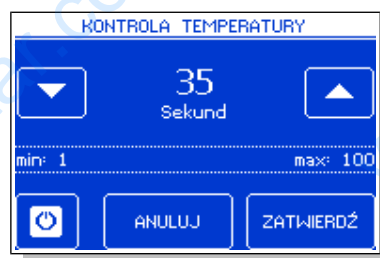 KONTROLA TEMPERATURY
35
Sekund
min: 1 max: 100
ANULUJ ZATWIERDŹ